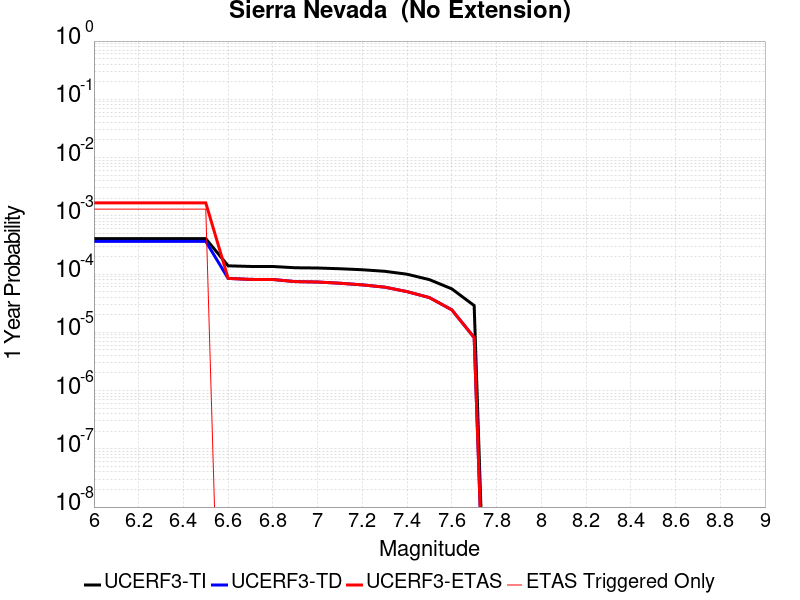 Sierra Nevada  (No Extension)
10^0
10^-1
10^-2
10^-3
10^-4
10^-5
10^-6
10^-7
10^-8
1 Year Probability
6 6.2 6.4 6.6 6.8 7 7.2 7.4 7.6 7.8 8 8.2 8.4 8.6 8.8 9
Magnitude
UCERF3-TI UCERF3-TD UCERF3-ETAS ETAS Triggered Only